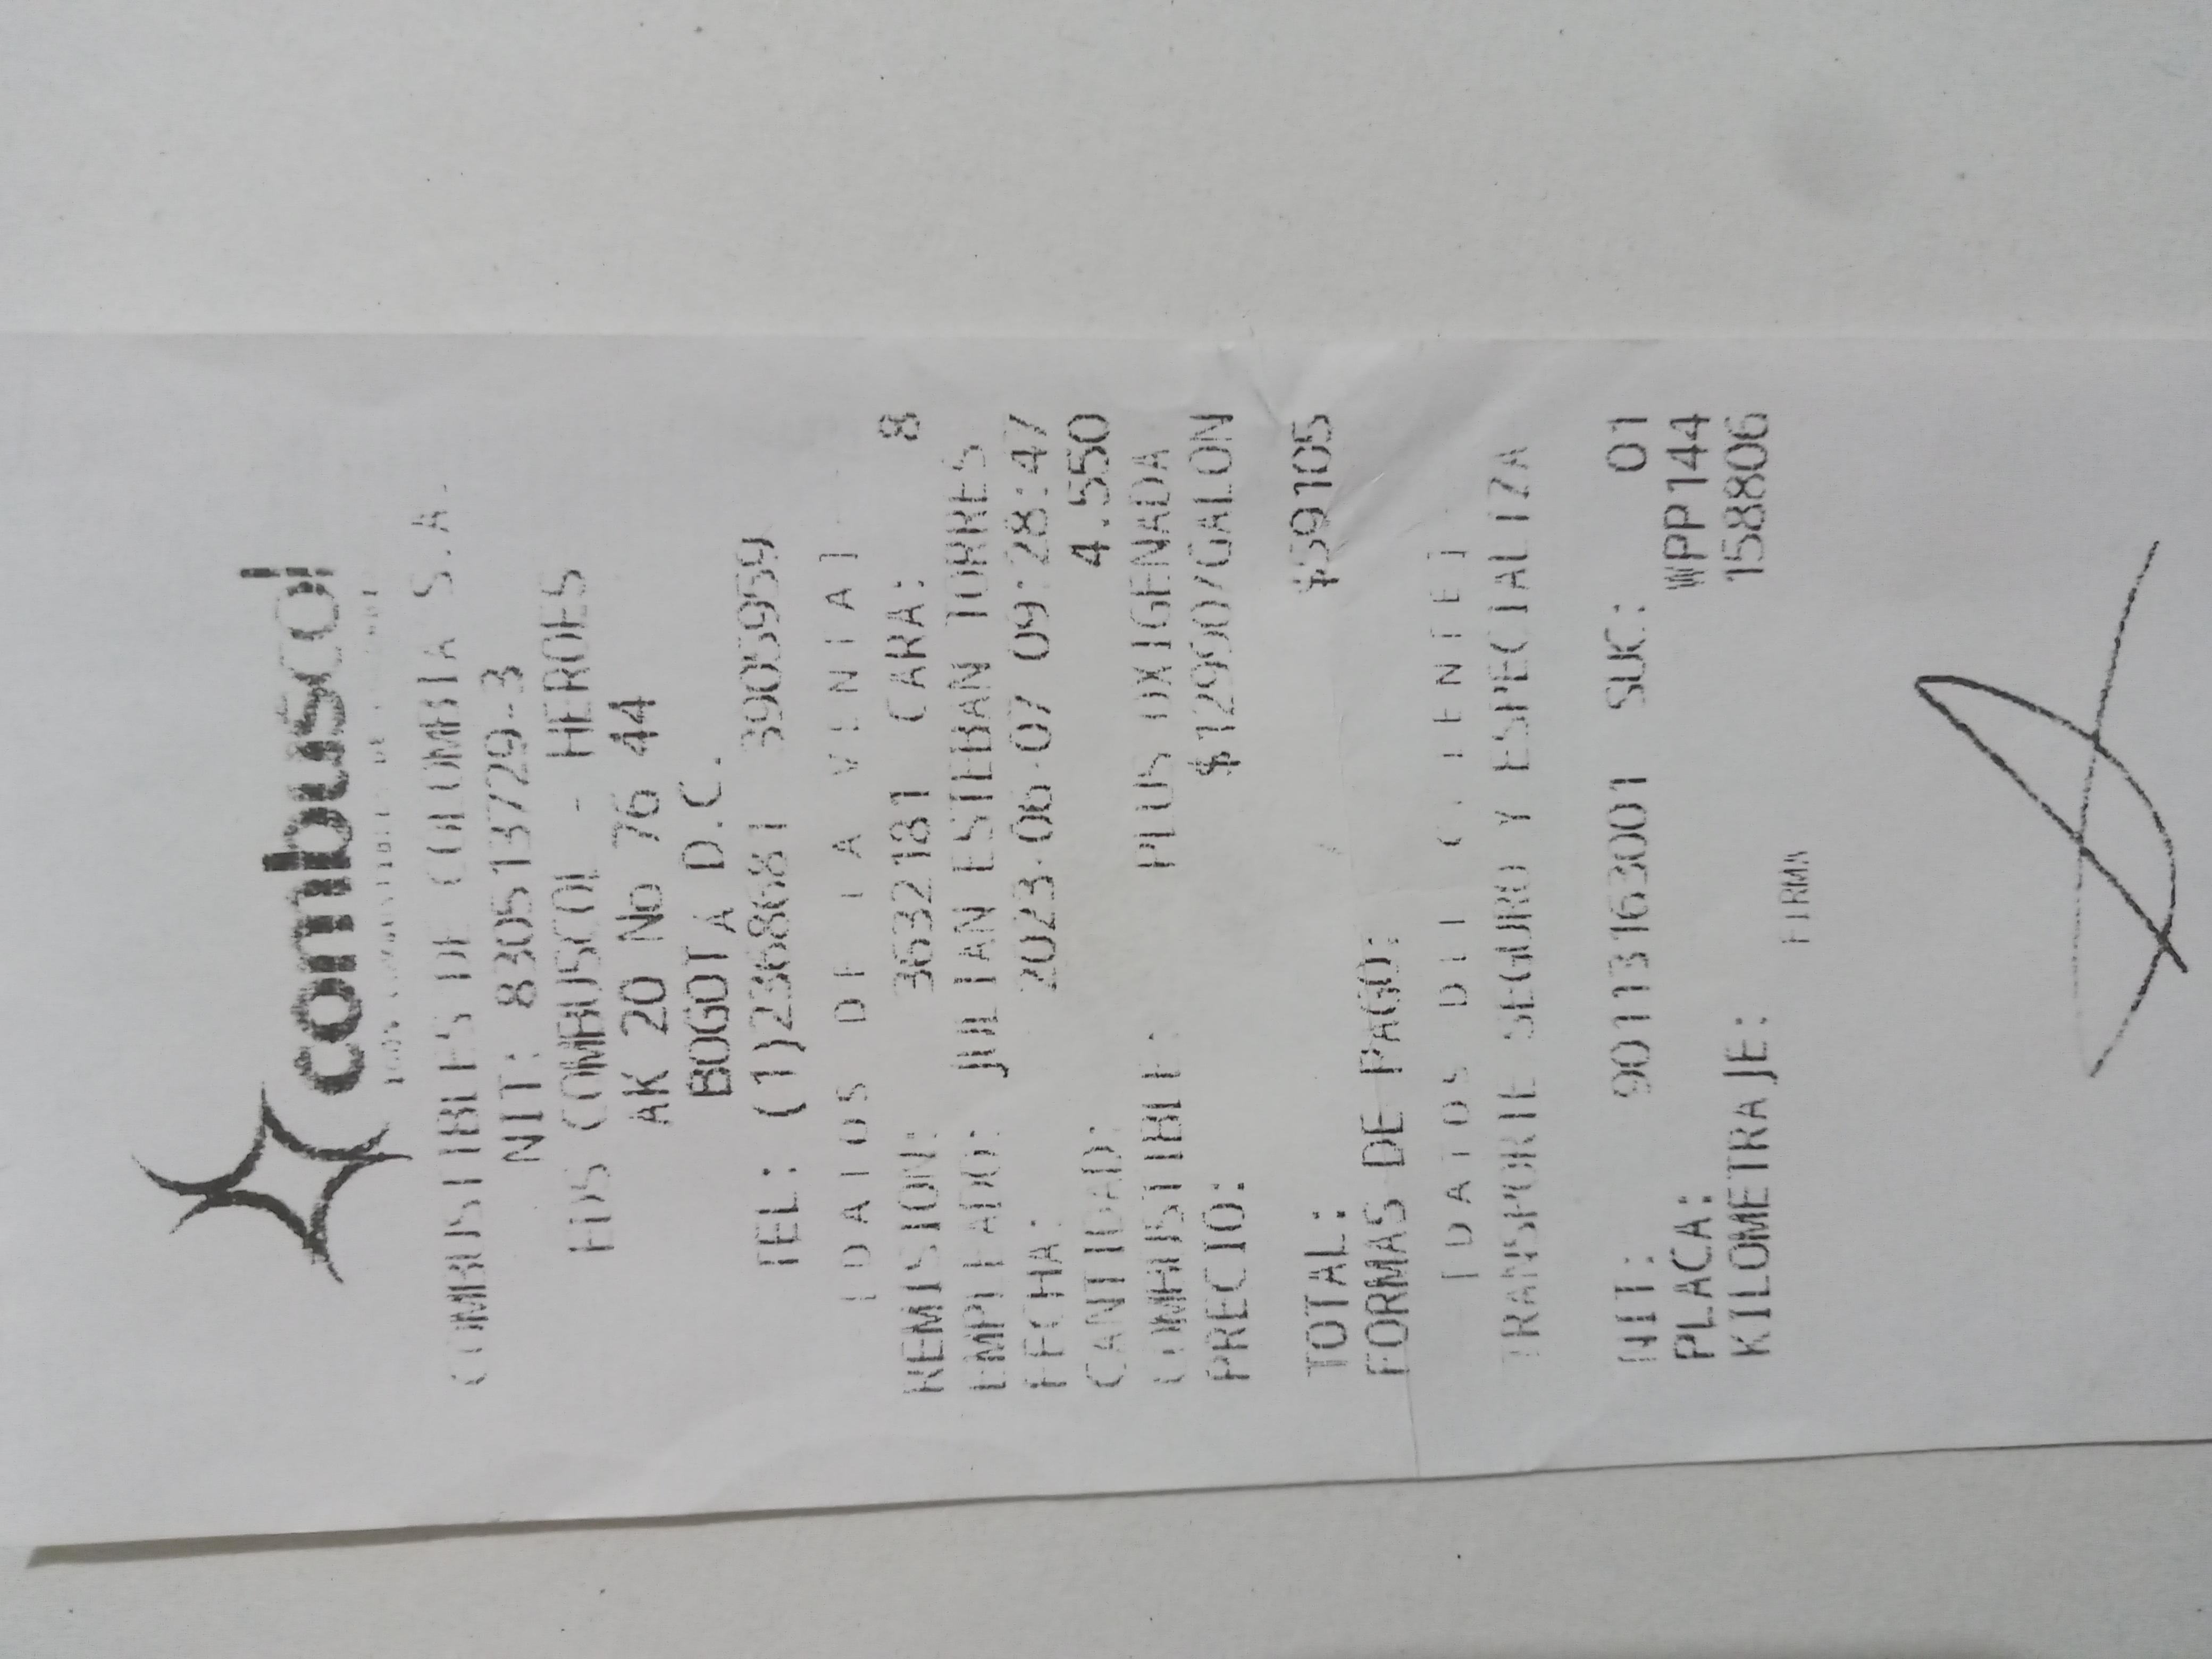 combuscol
COMBUSTIBLES DE COLOMBIA S.A.
NIT: 830513729-3
EDS COMBUSCOL - HEROES
AK 20 No 76 44
BOGOTA D.C.
TEL: (1)2368681 3905959
[DATOS DE LA VENTA]
REMISION: 3632181 CARA: 8
EMPLEADO: JULIAN ESTEBAN TORRES
FECHA: 2023-06-07 09:28:47
CANTIDAD: 4.550
COMBUSTIBLE: PLUS OXIGENADA
PRECIO: $12990/GALON
TOTAL: $59105
FORMAS DE PAGO:
[DATOS DEL CLIENTE]
TRANSPORTE SEGURO Y ESPECIALIZA
NIT: 9011313163001 SUC: 01
PLACA: WPP144
KILOMETRAJE: 158806
FIRMA